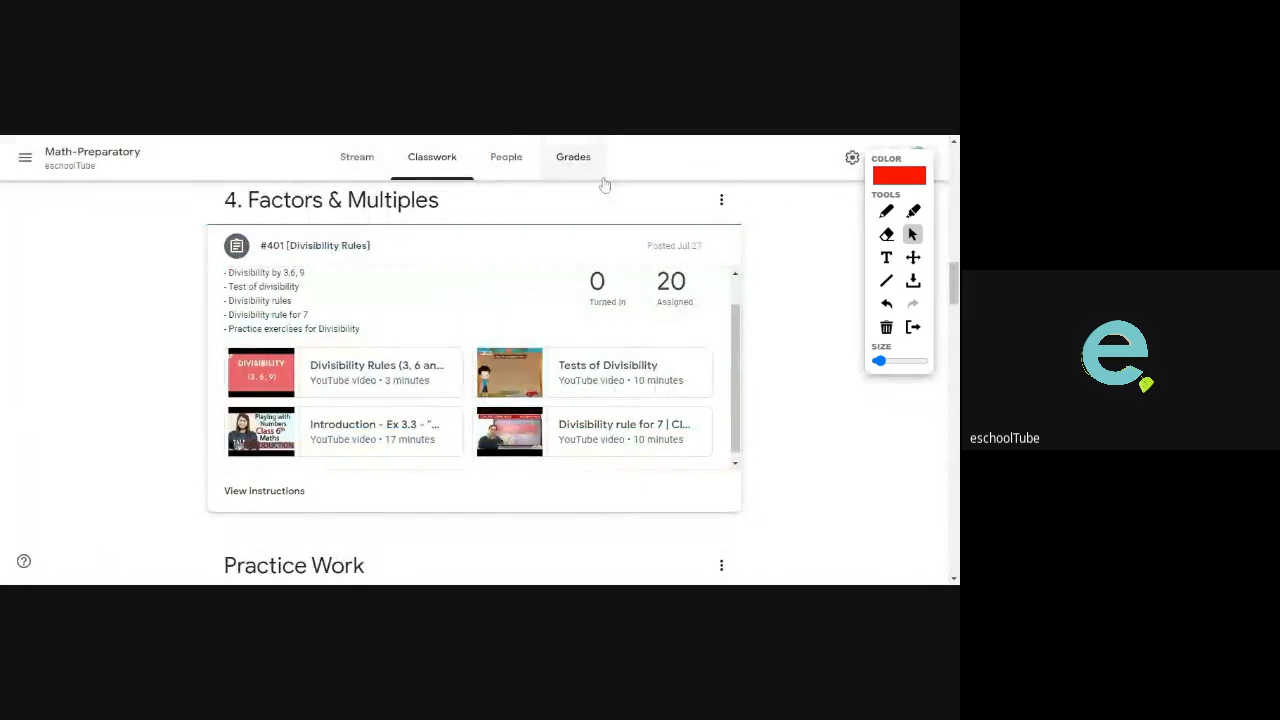 Math-Preparatory
eschoolTube
Stream
Classwork
People
Grades
COLOR
TOOLS
T
SIZE
4. Factors & Multiples
#401 [Divisibility Rules]
Posted Jul 27
- Divisibility by 3,6, 9
- Test of divisibility
- Divisibility rules
- Divisibility rule for 7
- Practice exercises for Divisibility
0
Turned in
20
Assigned
DIVISIBILITY
(3, 6, 9)
Divisibility Rules (3, 6 an...
YouTube video • 3 minutes
Tests of Divisibility
YouTube video • 10 minutes
Playing with
Numbers
Class 6th
Maths
Introduction - Ex 3.3 - "...
YouTube video • 17 minutes
Divisibility rule for 7 | Cl...
YouTube video • 10 minutes
View instructions
Practice Work
e
eschoolTube